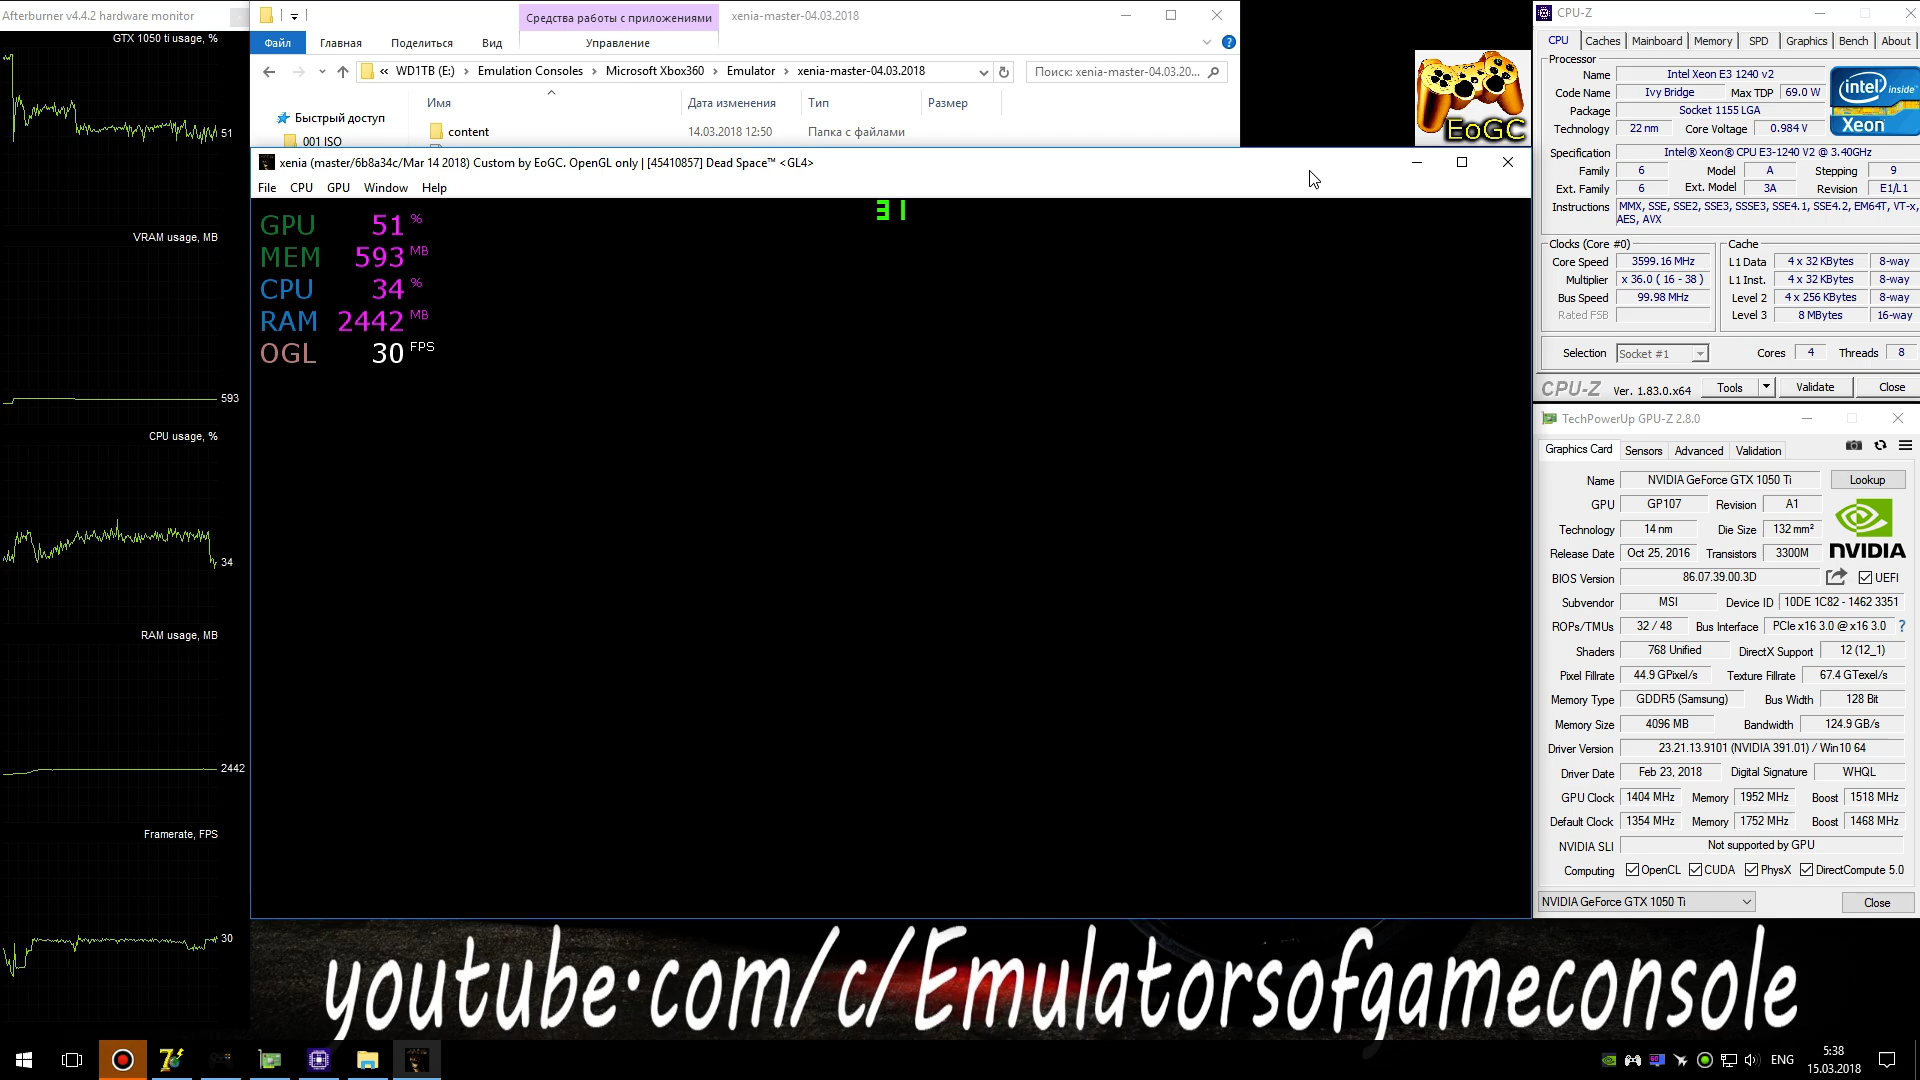 Afterburner v4.4.2 hardware monitor
GTX 1050 ti usage, %
51
VRAM usage, MB
593
CPU usage, %
34
RAM usage, MB
2442
Framerate, FPS
30
Средства работы с приложениями
xenia-master-04.03.2018
Файл Главная Поделиться Вид Управление
« WD1TB (E:) › Emulation Consoles › Microsoft Xbox360 › Emulator › xenia-master-04.03.2018
Поиск: xenia-master-04.03.20...
Имя Дата изменения Тип Размер
Быстрый доступ
001 ISO
content 14.03.2018 12:50 Папка с файлами
EoGC
xenia (master/6b8a34c/Mar 14 2018) Custom by EoGC. OpenGL only | [45410857] Dead Space™ <GL4>
File CPU GPU Window Help
31
GPU 51 %
MEM 593 MB
CPU 34 %
RAM 2442 MB
OGL 30 FPS
CPU-Z
CPU Caches Mainboard Memory SPD Graphics Bench About
Processor
Name Intel Xeon E3 1240 v2
Code Name Ivy Bridge Max TDP 69.0 W
Package Socket 1155 LGA
Technology 22 nm Core Voltage 0.984 V
intel inside™
Xeon
Specification Intel® Xeon® CPU E3-1240 V2 @ 3.40GHz
Family 6 Model A Stepping 9
Ext. Family 6 Ext. Model 3A Revision E1/L1
Instructions MMX, SSE, SSE2, SSE3, SSSE3, SSE4.1, SSE4.2, EM64T, VT-x,
AES, AVX
Clocks (Core #0)
Core Speed 3599.16 MHz
Multiplier x 36.0 ( 16 - 38 )
Bus Speed 99.98 MHz
Rated FSB
Cache
L1 Data 4 x 32 KBytes 8-way
L1 Inst. 4 x 32 KBytes 8-way
Level 2 4 x 256 KBytes 8-way
Level 3 8 MBytes 16-way
Selection Socket #1 Cores 4 Threads 8
CPU-Z Ver. 1.83.0.x64 Tools Validate Close
TechPowerUp GPU-Z 2.8.0
Graphics Card Sensors Advanced Validation
Name NVIDIA GeForce GTX 1050 Ti Lookup
GPU GP107 Revision A1
Technology 14 nm Die Size 132 mm²
Release Date Oct 25, 2016 Transistors 3300M
NVIDIA
BIOS Version 86.07.39.00.3D UEFI
Subvendor MSI Device ID 10DE 1C82 - 1462 3351
ROPs/TMUs 32 / 48 Bus Interface PCIe x16 3.0 @ x16 3.0 ?
Shaders 768 Unified DirectX Support 12 (12_1)
Pixel Fillrate 44.9 GPixel/s Texture Fillrate 67.4 GTexel/s
Memory Type GDDR5 (Samsung) Bus Width 128 Bit
Memory Size 4096 MB Bandwidth 124.9 GB/s
Driver Version 23.21.13.9101 (NVIDIA 391.01) / Win10 64
Driver Date Feb 23, 2018 Digital Signature WHQL
GPU Clock 1404 MHz Memory 1952 MHz Boost 1518 MHz
Default Clock 1354 MHz Memory 1752 MHz Boost 1468 MHz
NVIDIA SLI Not supported by GPU
Computing OpenCL CUDA PhysX DirectCompute 5.0
NVIDIA GeForce GTX 1050 Ti Close
youtube.com/c/Emulatorsofgameconsole
ENG
5:38
15.03.2018